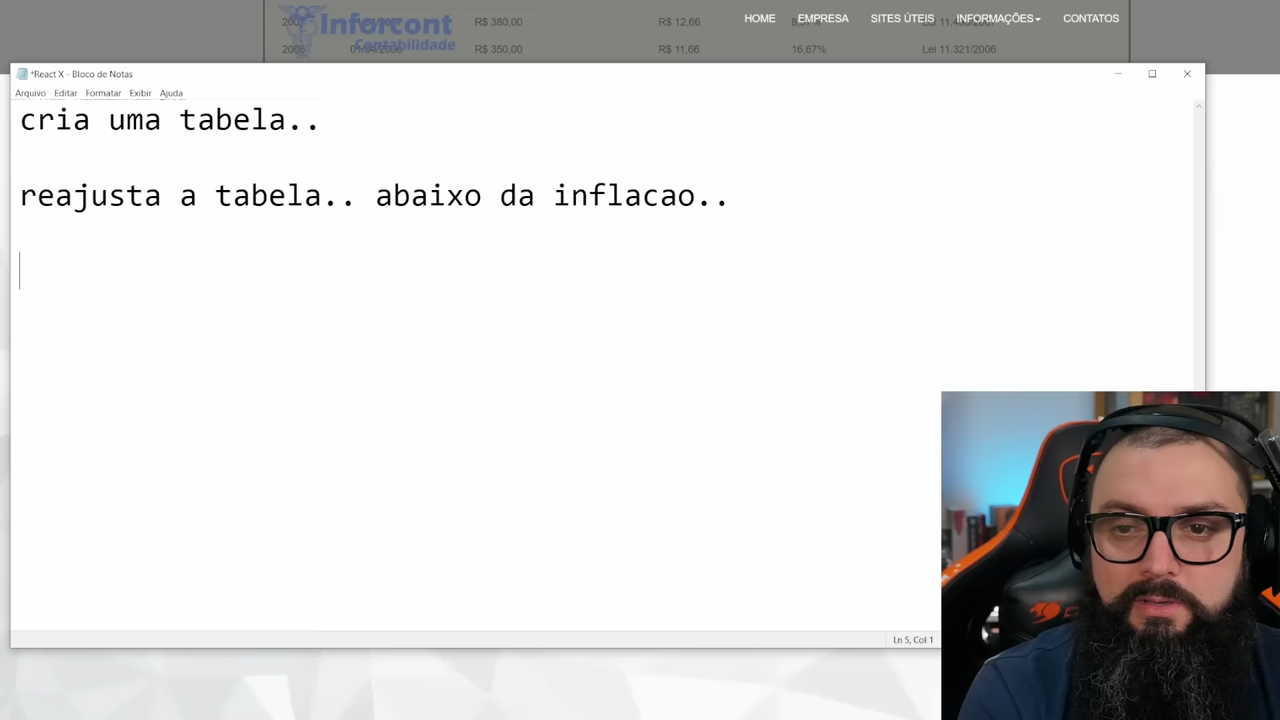 Inforcont
Contabilidade
HOME EMPRESA SITES ÚTEIS INFORMAÇÕES CONTATOS
R$ 380,00 R$ 12,66
2006 R$ 350,00 R$ 11,66 16,67% Lei 11.321/2006
*React X - Bloco de Notas
Arquivo Editar Formatar Exibir Ajuda
cria uma tabela..
reajusta a tabela.. abaixo da inflacao..
Ln 5, Col 1